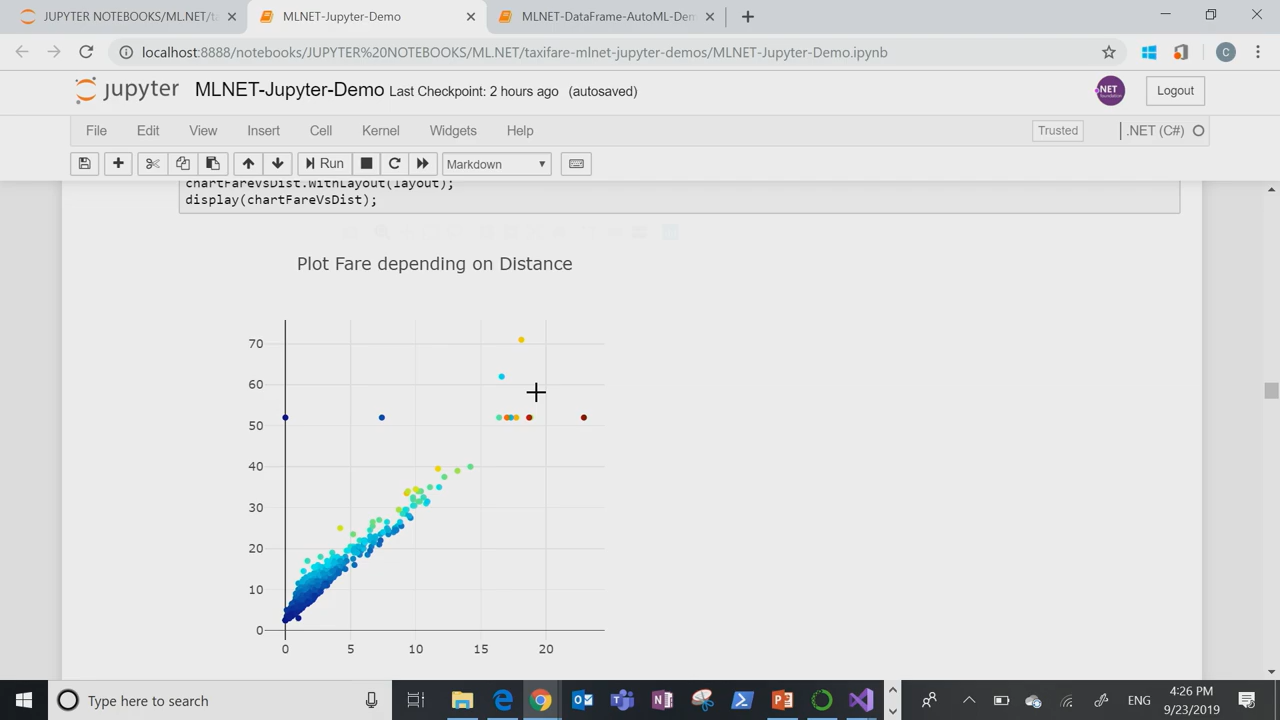 JUPYTER NOTEBOOKS/ML.NET/ta
MLNET-Jupyter-Demo
MLNET-DataFrame-AutoML-Dem
localhost:8888/notebooks/JUPYTER%20NOTEBOOKS/ML.NET/taxifare-mlnet-jupyter-demos/MLNET-Jupyter-Demo.ipynb
C
jupyter MLNET-Jupyter-Demo Last Checkpoint: 2 hours ago (autosaved)
.NET
foundation
Logout
File Edit View Insert Cell Kernel Widgets Help
Trusted
.NET (C#)
Run
Markdown
chartFareVsDist.WithLayout(layout);
display(chartFareVsDist);
Plot Fare depending on Distance
70
60
50
40
30
20
10
0
0 5 10 15 20
Type here to search
ENG
4:26 PM
9/23/2019